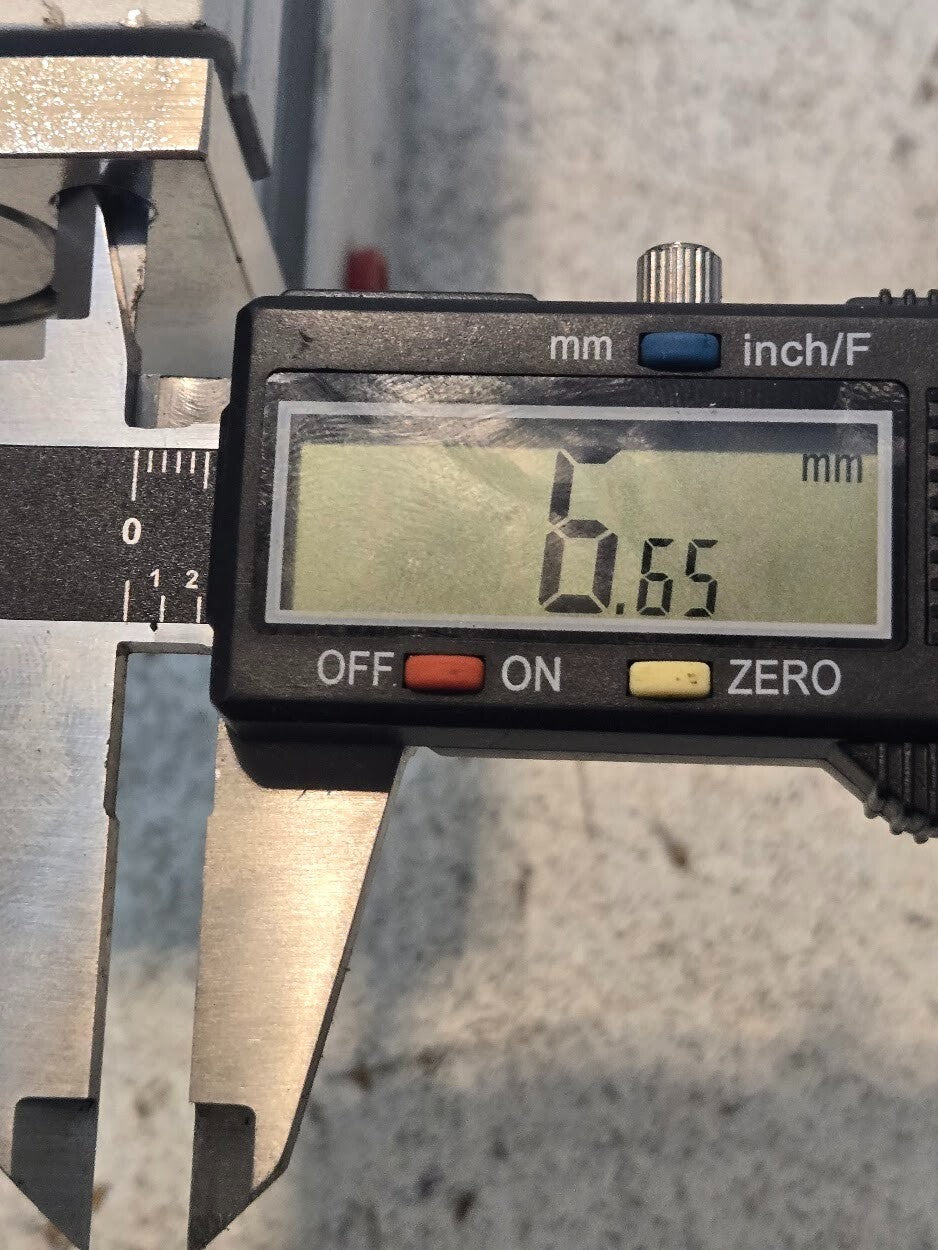 mm inch/F
mm
6.65
0
1 2
OFF ON ZERO